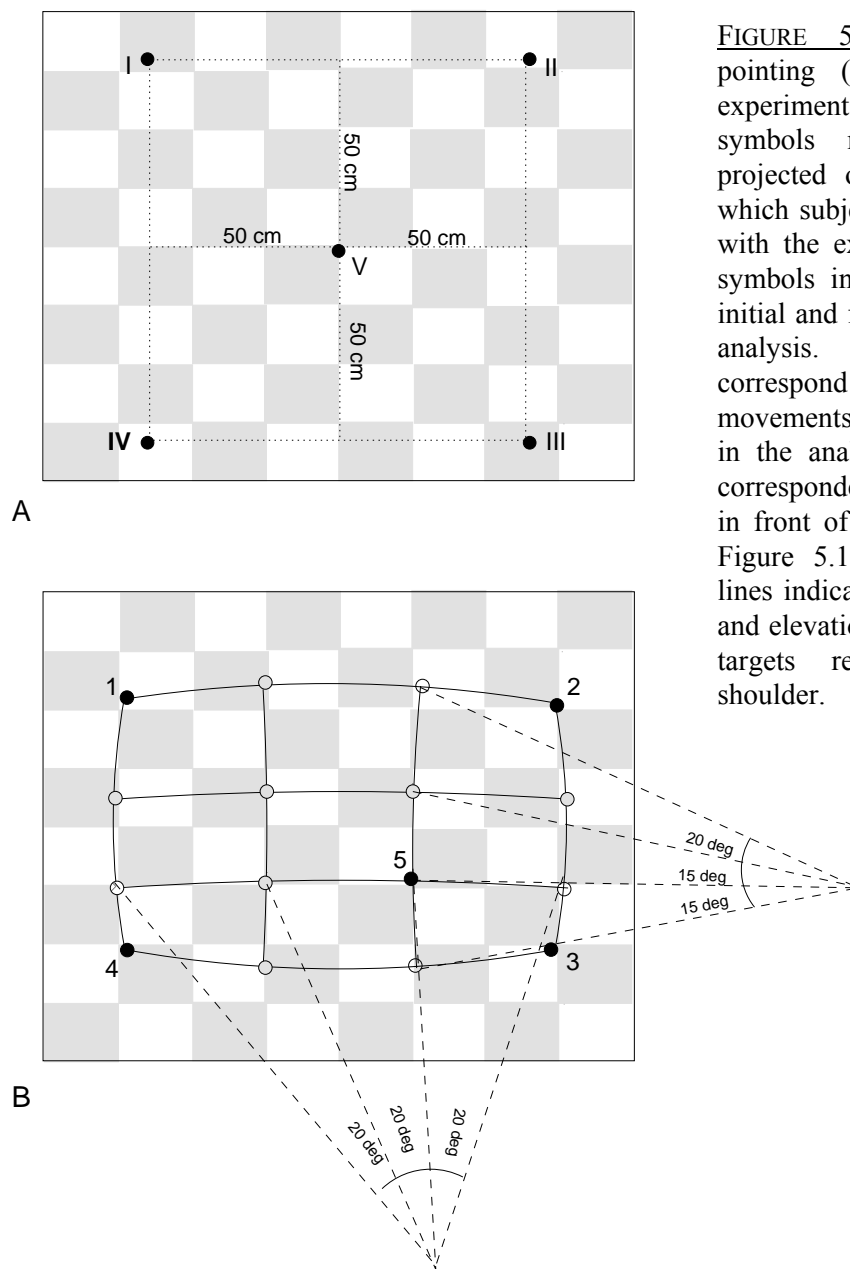 I
II
50 cm
50 cm
50 cm
V
50 cm
IV
III
A
FIGURE 5
pointing (
experiment
symbols
projected
which subj
with the ex
symbols in
initial and
analysis.
correspond
movements
in the ana
correspond
in front of
Figure 5.1
lines indica
and elevatio
targets re
shoulder.
1
2
20 deg
5
15 deg
15 deg
4
3
B
20 deg
20 deg
20 deg